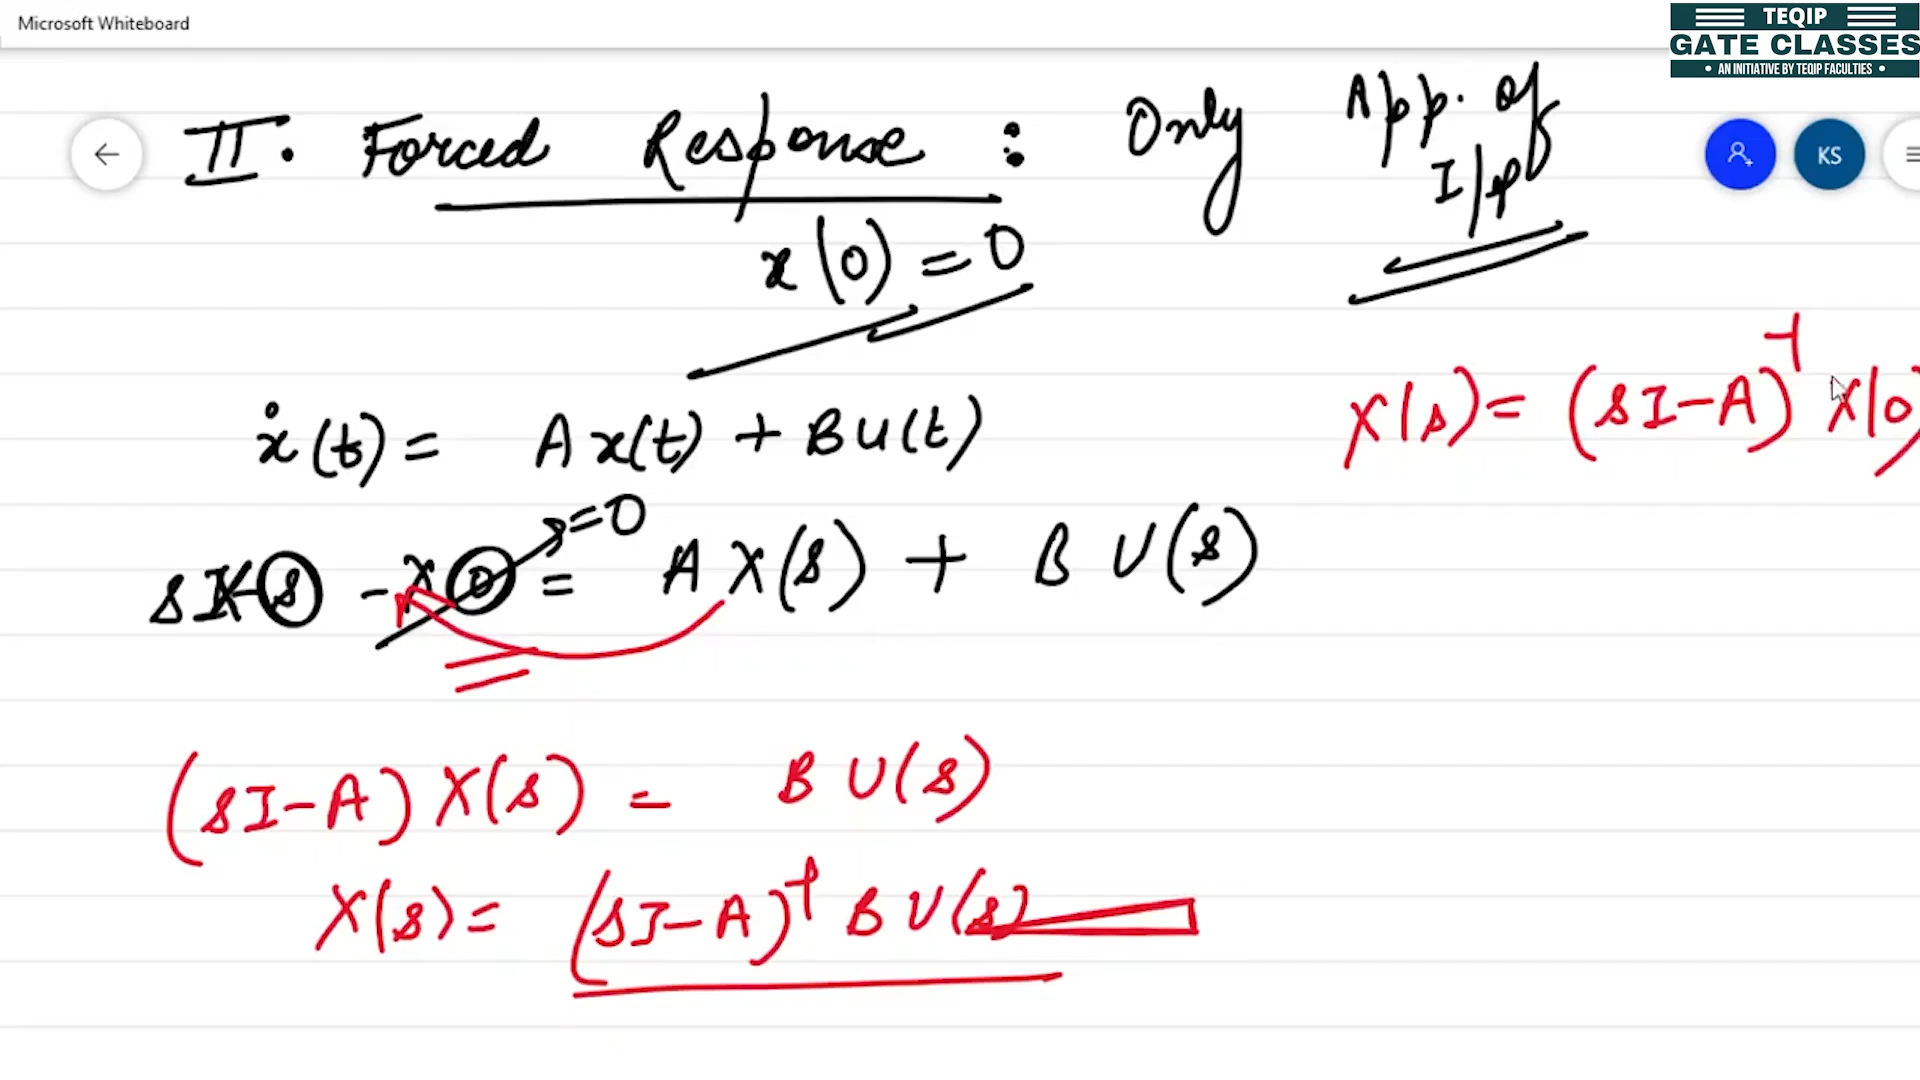 Microsoft Whiteboard
TEQIP
GATE CLASSES
• AN INITIATIVE BY TEQIP FACULTIES •
KS
II. Forced Response : Only App. of I/p
x(0) = 0
ẋ(t) = Ax(t) + BU(t)
X(s) = (sI-A)⁻¹ X(0)
sX(s) - X(0) = AX(s) + BU(s)
=0
(sI-A) X(s) = BU(s)
X(s) = (sI-A)⁻¹ BU(s)